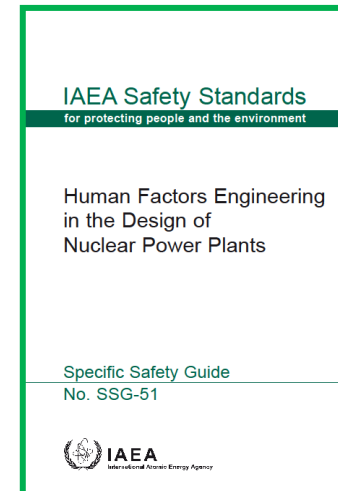 IAEA Safety Standards
for protecting people and the environment
Human Factors Engineering
in the Design of
Nuclear Power Plants
Specific Safety Guide
No. SSG-51
IAEA
International Atomic Energy Agency